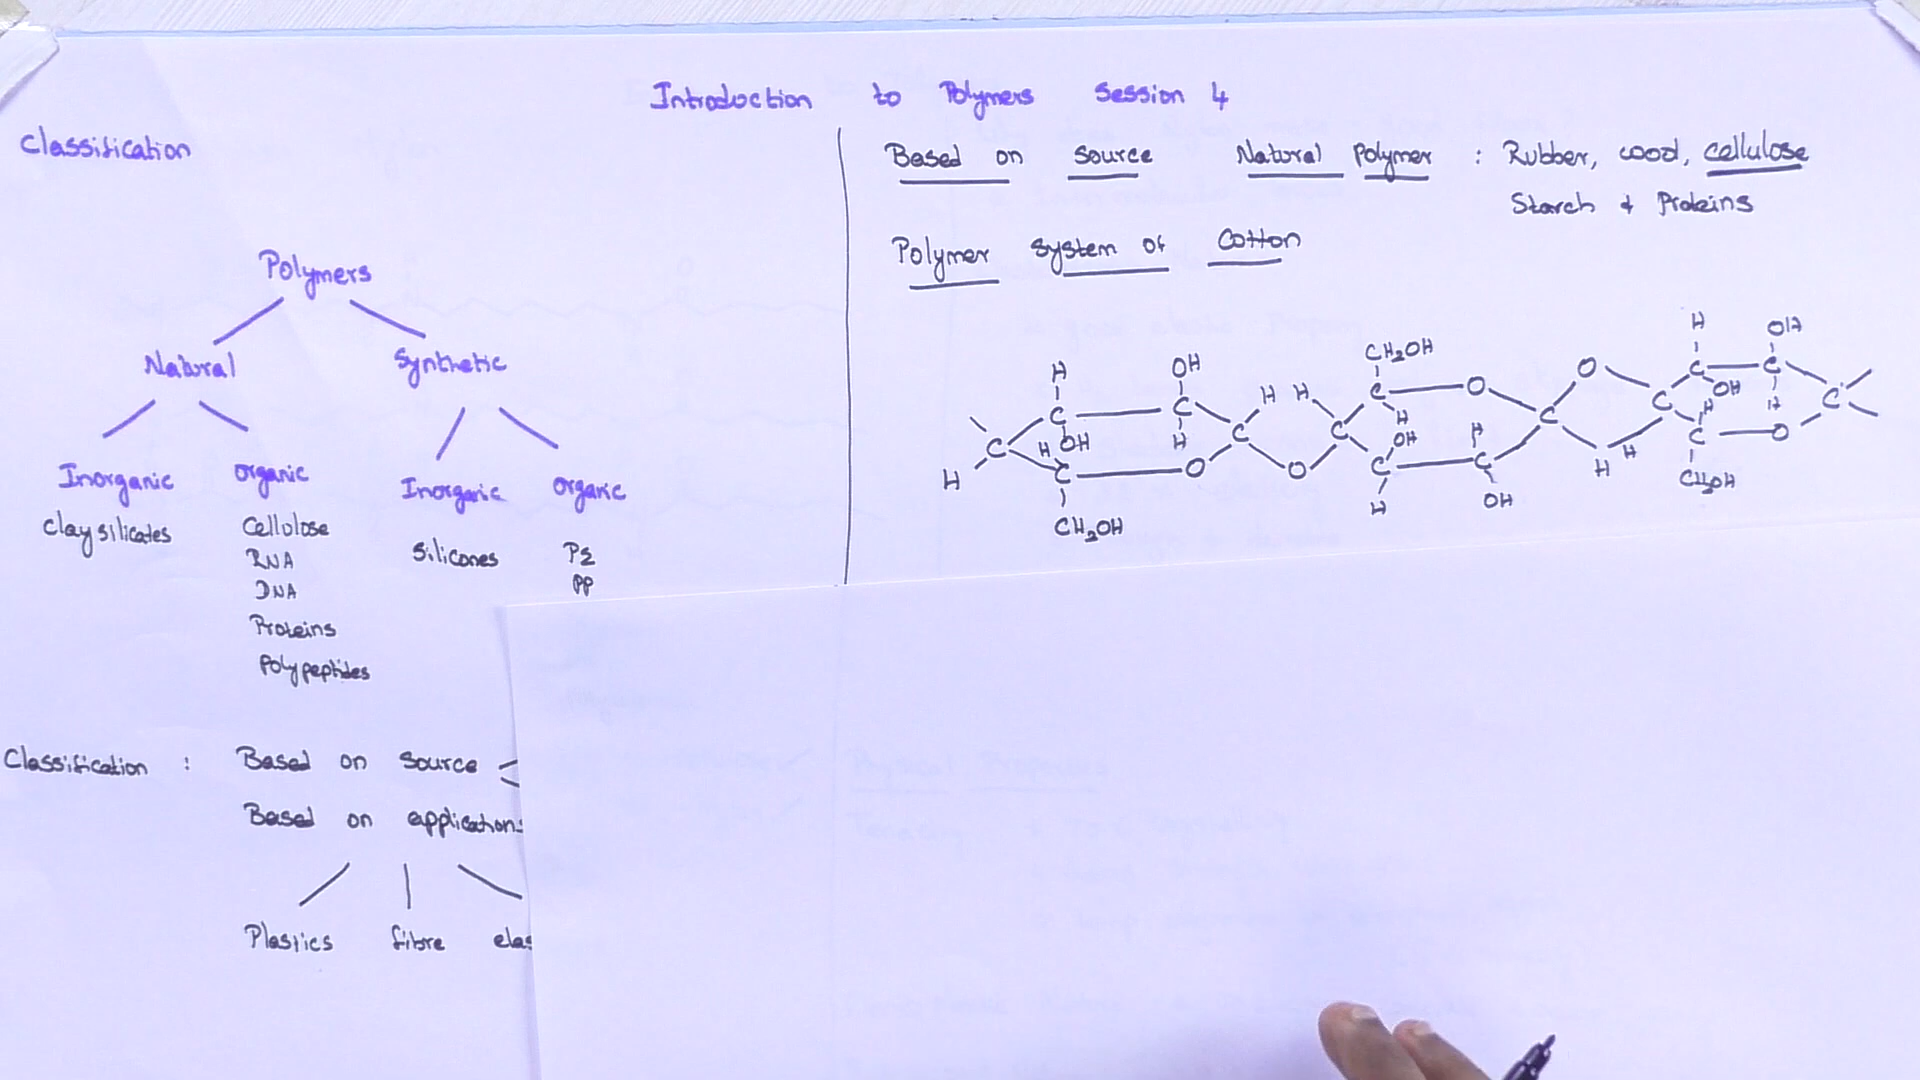 Introduction to Polymers Session 4
Classification
Polymers
Natural Synthetic
Inorganic Organic Inorganic Organic
Clay silicates Cellulose Silicones PE
RNA PP
DNA
Proteins
Polypeptides
Classification : Based on source
Based on applications
Plastics fibre elas
Based on source Natural Polymer : Rubber, wood, cellulose
Starch & Proteins
Polymer system of Cotton
H OH CH2OH H OH
C C H H C O O C C
OH H H OH
C H H C C OH H C H H C
H C O O C C H H C O
CH2OH H OH CH2OH